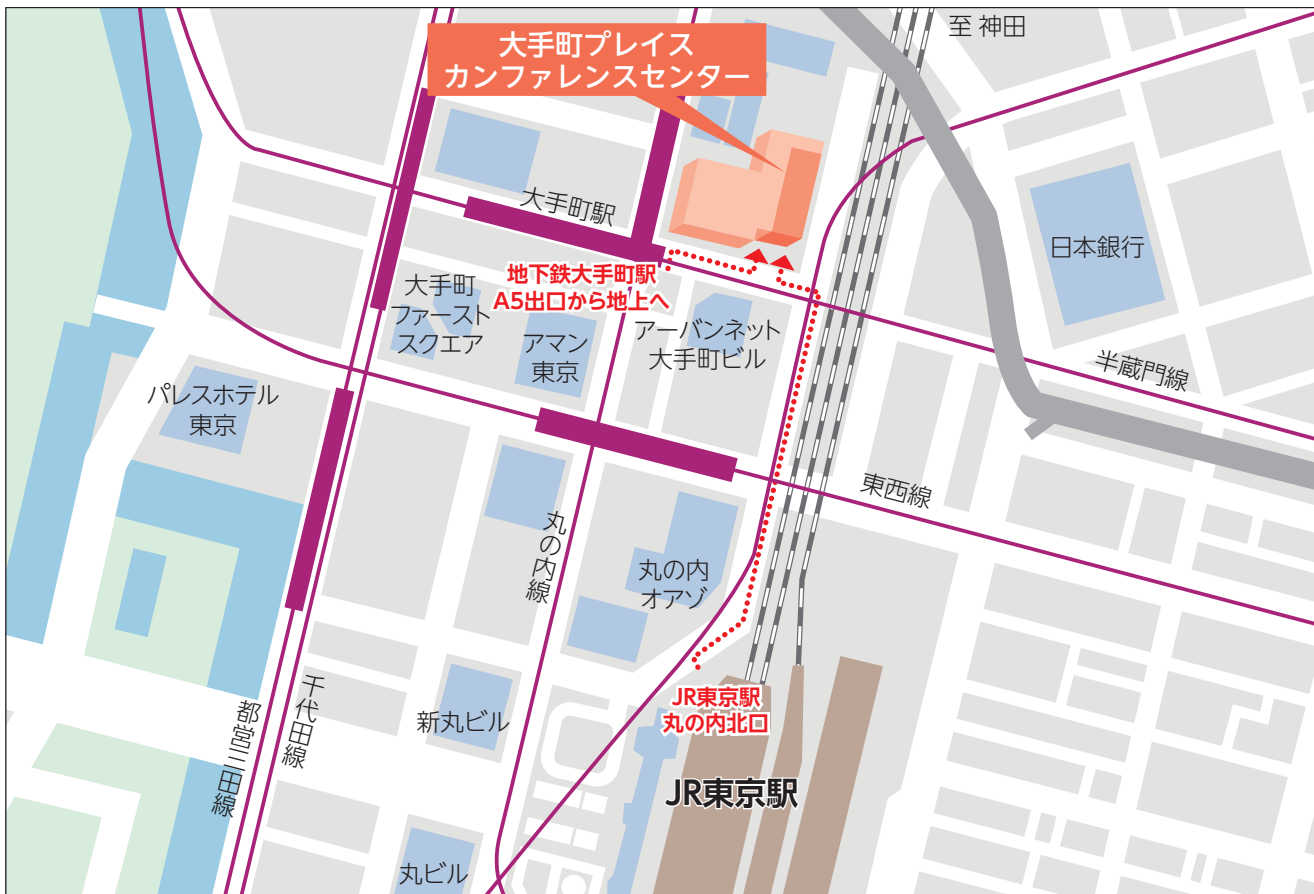 至 神田
大手町プレイス
カンファレンスセンター
大手町駅
日本銀行
地下鉄大手町駅
A5出口から地上へ
大手町
ファースト
スクエア
アマン
東京
アーバンネット
大手町ビル
半蔵門線
パレスホテル
東京
東西線
丸の内線
丸の内
オアゾ
JR東京駅
丸の内北口
千代田線
都営三田線
新丸ビル
JR東京駅
丸ビル